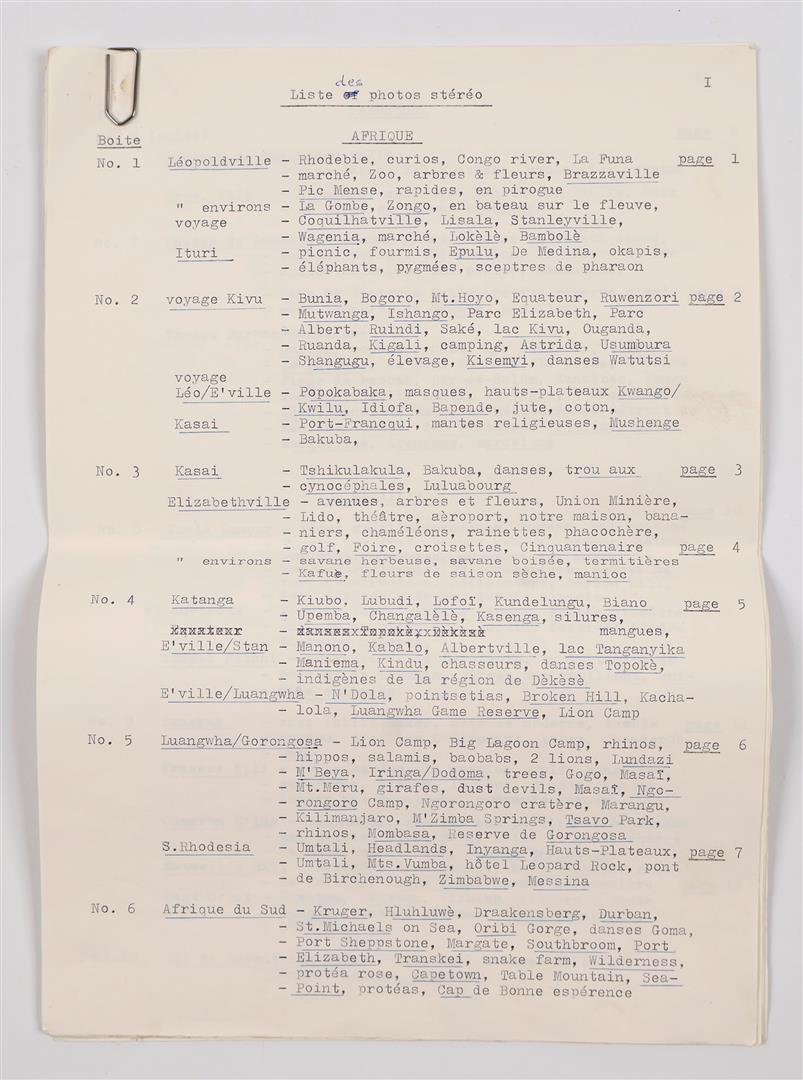 des
I
Liste of photos stéréo
Boite AFRIQUE
No. 1 Léopoldville - Rhodebie, curios, Congo river, La Funa page 1
- marché, Zoo, arbres & fleurs, Brazzaville
- Pic Mense, rapides, en pirogue
" environs - La Gombe, Zongo, en bateau sur le fleuve,
voyage - Coquilhatville, Lisala, Stanleyville,
- Wagenia, marché, Lokèlè, Bambolè
Ituri - picnic, fourmis, Epulu, De Medina, okapis,
- éléphants, pygmées, sceptres de pharaon
No. 2 voyage Kivu - Bunia, Bogoro, Mt.Hoyo, Equateur, Ruwenzori page 2
- Mutwanga, Ishango, Parc Elizabeth, Parc
- Albert, Ruindi, Saké, lac Kivu, Ouganda,
- Ruanda, Kigali, camping, Astrida, Usumbura
- Shangugu, élevage, Kisemyi, danses Watutsi
voyage
Léo/E'ville - Popokabaka, masques, hauts-plateaux Kwango/
- Kwilu, Idiofa, Bapende, jute, coton,
Kasai - Port-Francqui, mantes religieuses, Mushenge
- Bakuba,
No. 3 Kasai - Tshikulakula, Bakuba, danses, trou aux page 3
- cynocéphales, Luluabourg
Elizabethville - avenues, arbres et fleurs, Union Minière,
- Lido, théâtre, aèroport, notre maison, bana-
- niers, chaméléons, rainettes, phacochère,
- golf, Foire, croisettes, Cinquantenaire page 4
" environs - savane herbeuse, savane boisée, termitières
- Kafue, fleurs de saison sèche, manioc
No. 4 Katanga - Kiubo, Lubudi, Lofoï, Kundelungu, Biano page 5
- Upemba, Changalèlè, Kasenga, silures,
- mangues,
E'ville/Stan - Manono, Kabalo, Albertville, lac Tanganyika
- Maniema, Kindu, chasseurs, danses Topokè,
- indigènes de la région de Dèkèsè
E'ville/Luangwha - N'Dola, pointsetias, Broken Hill, Kacha-
- lola, Luangwha Game Reserve, Lion Camp
No. 5 Luangwha/Gorongosa - Lion Camp, Big Lagoon Camp, rhinos, page 6
- hippos, salamis, baobabs, 2 lions, Lundazi
- M'Beya, Iringa/Dodoma, trees, Gogo, Masaï,
- Mt.Meru, girafes, dust devils, Masaï, Ngo-
- rongoro Camp, Ngorongoro cratère, Marangu,
- Kilimanjaro, M'Zimba Springs, Tsavo Park,
- rhinos, Mombasa, Reserve de Gorongosa
S.Rhodesia - Umtali, Headlands, Inyanga, Hauts-Plateaux, page 7
- Umtali, Mts.Vumba, hôtel Leopard Rock, pont
- de Birchenough, Zimbabwe, Messina
No. 6 Afrique du Sud - Kruger, Hluhluwè, Draakensberg, Durban,
- St.Michaels on Sea, Oribi Gorge, danses Goma,
- Port Sheppstone, Margate, Southbroom, Port
- Elizabeth, Transkei, snake farm, Wilderness,
- protéa rose, Capetown, Table Mountain, Sea-
- Point, protéas, Cap de Bonne espérence